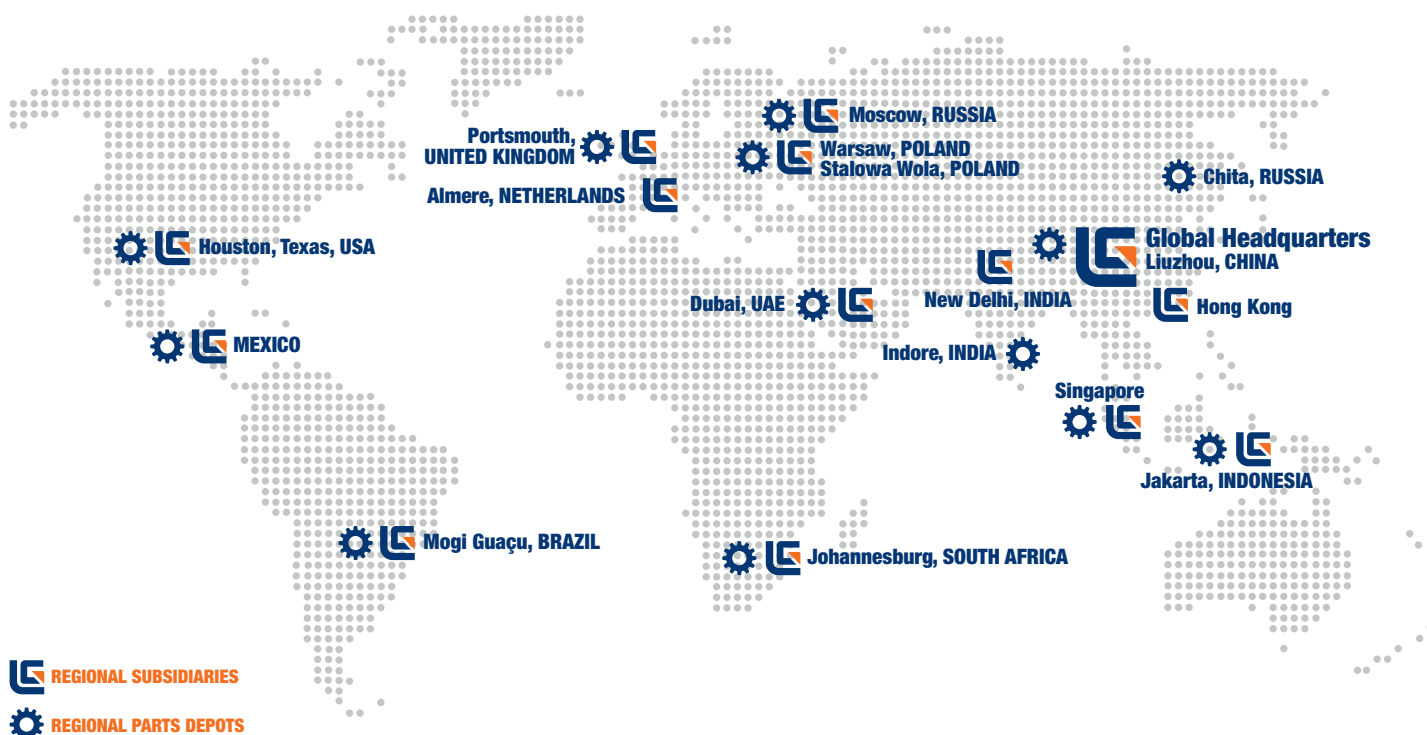 Moscow, RUSSIA
Portsmouth,
UNITED KINGDOM
Warsaw, POLAND
Stalowa Wola, POLAND
Chita, RUSSIA
Almere, NETHERLANDS
Houston, Texas, USA
Global Headquarters
Liuzhou, CHINA
Dubai, UAE
New Delhi, INDIA
Hong Kong
MEXICO
Indore, INDIA
Singapore
Jakarta, INDONESIA
Mogi Guaçu, BRAZIL
Johannesburg, SOUTH AFRICA
REGIONAL SUBSIDIARIES
REGIONAL PARTS DEPOTS